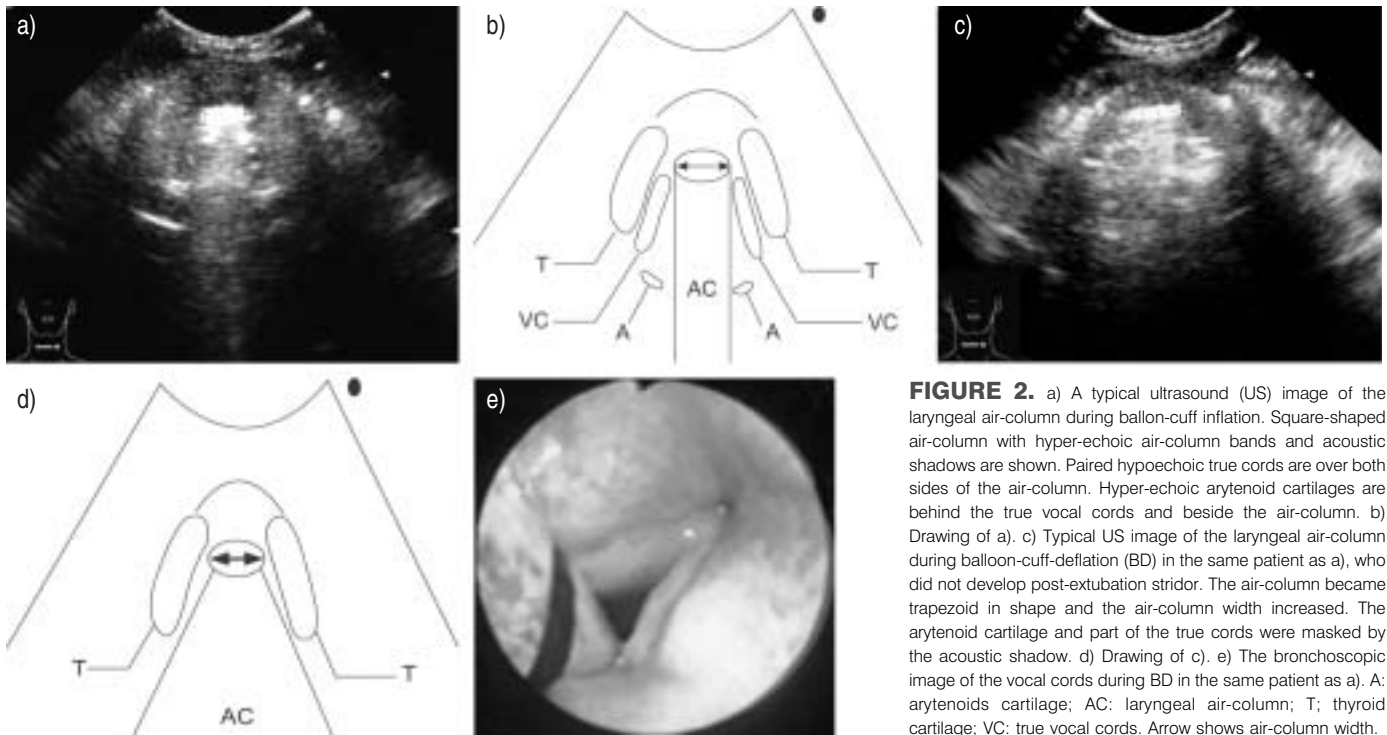 a)
b)
c)
T
T
VC
AC
VC
A
A
d)
e)
T
T
AC
FIGURE 2. a) A typical ultrasound (US) image of the
laryngeal air-column during ballon-cuff inflation. Square-shaped
air-column with hyper-echoic air-column bands and acoustic
shadows are shown. Paired hypoechoic true cords are over both
sides of the air-column. Hyper-echoic arytenoid cartilages are
behind the true vocal cords and beside the air-column. b)
Drawing of a). c) Typical US image of the laryngeal air-column
during balloon-cuff-deflation (BD) in the same patient as a), who
did not develop post-extubation stridor. The air-column became
trapezoid in shape and the air-column width increased. The
arytenoid cartilage and part of the true cords were masked by
the acoustic shadow. d) Drawing of c). e) The bronchoscopic
image of the vocal cords during BD in the same patient as a). A:
arytenoids cartilage; AC: laryngeal air-column; T; thyroid
cartilage; VC: true vocal cords. Arrow shows air-column width.